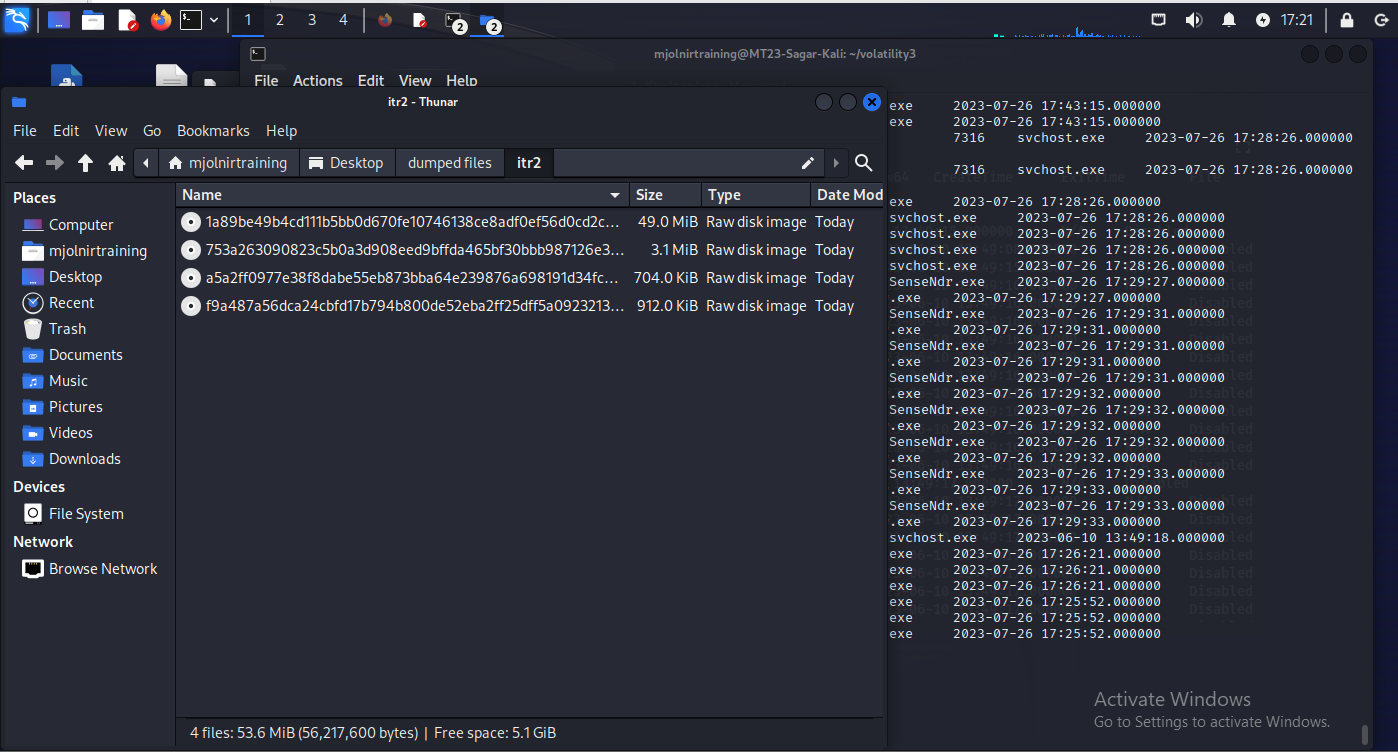 1 2 3 4 2 2 17:21
mjolnirtraining@MT23-Sagar-Kali: ~/volatility3
File Actions Edit View Help
itr2 - Thunar
File Edit View Go Bookmarks Help
mjolnirtraining Desktop dumped files itr2
Places
Computer
mjolnirtraining
Desktop
Recent
Trash
Documents
Music
Pictures
Videos
Downloads
Devices
File System
Network
Browse Network
Name Size Type Date Mod
1a89be49b4cd111b5bb0d670fe10746138ce8adf0ef56d0cd2c... 49.0 MiB Raw disk image Today
753a263090823c5b0a3d908eed9bffda465bf30bbb987126e3... 3.1 MiB Raw disk image Today
a5a2ff0977e38f8dabe55eb873bba64e239876a698191d34fc... 704.0 KiB Raw disk image Today
f9a487a56dca24cbfd17b794b800de52eba2ff25dff5a0923213... 912.0 KiB Raw disk image Today
4 files: 53.6 MiB (56,217,600 bytes) | Free space: 5.1 GiB
exe 2023-07-26 17:43:15.000000
exe 2023-07-26 17:43:15.000000
7316 svchost.exe 2023-07-26 17:28:26.000000
7316 svchost.exe 2023-07-26 17:28:26.000000
exe 2023-07-26 17:28:26.000000
svchost.exe 2023-07-26 17:28:26.000000
svchost.exe 2023-07-26 17:28:26.000000
svchost.exe 2023-07-26 17:28:26.000000
svchost.exe 2023-07-26 17:28:26.000000
SenseNdr.exe 2023-07-26 17:29:27.000000
.exe 2023-07-26 17:29:27.000000
SenseNdr.exe 2023-07-26 17:29:31.000000
.exe 2023-07-26 17:29:31.000000
SenseNdr.exe 2023-07-26 17:29:31.000000
.exe 2023-07-26 17:29:31.000000
SenseNdr.exe 2023-07-26 17:29:31.000000
.exe 2023-07-26 17:29:32.000000
SenseNdr.exe 2023-07-26 17:29:32.000000
.exe 2023-07-26 17:29:32.000000
SenseNdr.exe 2023-07-26 17:29:32.000000
.exe 2023-07-26 17:29:32.000000
SenseNdr.exe 2023-07-26 17:29:33.000000
.exe 2023-07-26 17:29:33.000000
SenseNdr.exe 2023-07-26 17:29:33.000000
.exe 2023-07-26 17:29:33.000000
svchost.exe 2023-06-10 13:49:18.000000
exe 2023-07-26 17:26:21.000000
exe 2023-07-26 17:26:21.000000
exe 2023-07-26 17:26:21.000000
exe 2023-07-26 17:25:52.000000
exe 2023-07-26 17:25:52.000000
exe 2023-07-26 17:25:52.000000
Activate Windows
Go to Settings to activate Windows.